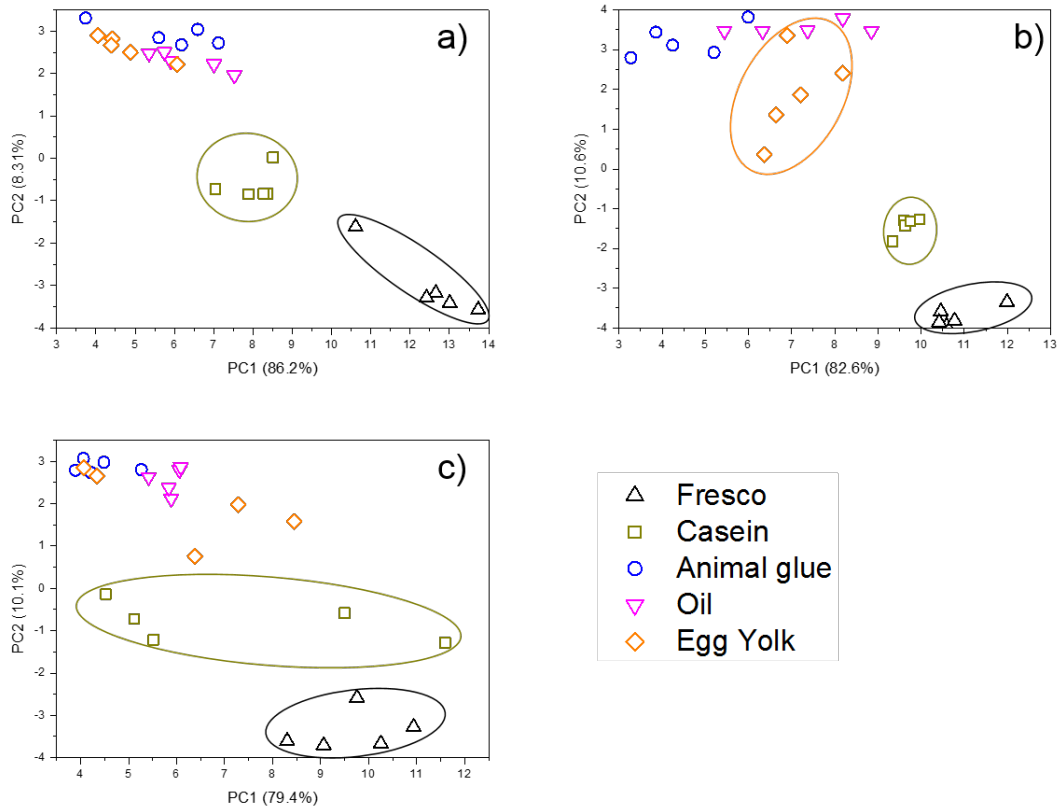 a)
3
2
1
0
-1
-2
-3
-4
PC2 (8.31%)
3 4 5 6 7 8 9 10 11 12 13 14
PC1 (86.2%)
b)
4
3
2
1
0
-1
-2
-3
-4
PC2 (10.6%)
3 4 5 6 7 8 9 10 11 12 13
PC1 (82.6%)
c)
3
2
1
0
-1
-2
-3
-4
PC2 (10.1%)
4 5 6 7 8 9 10 11 12
PC1 (79.4%)
Fresco
Casein
Animal glue
Oil
Egg Yolk